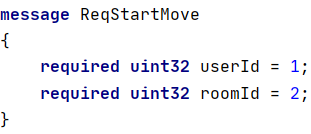 message ReqStartMove
{
    required uint32 userId = 1;
    required uint32 roomId = 2;
}